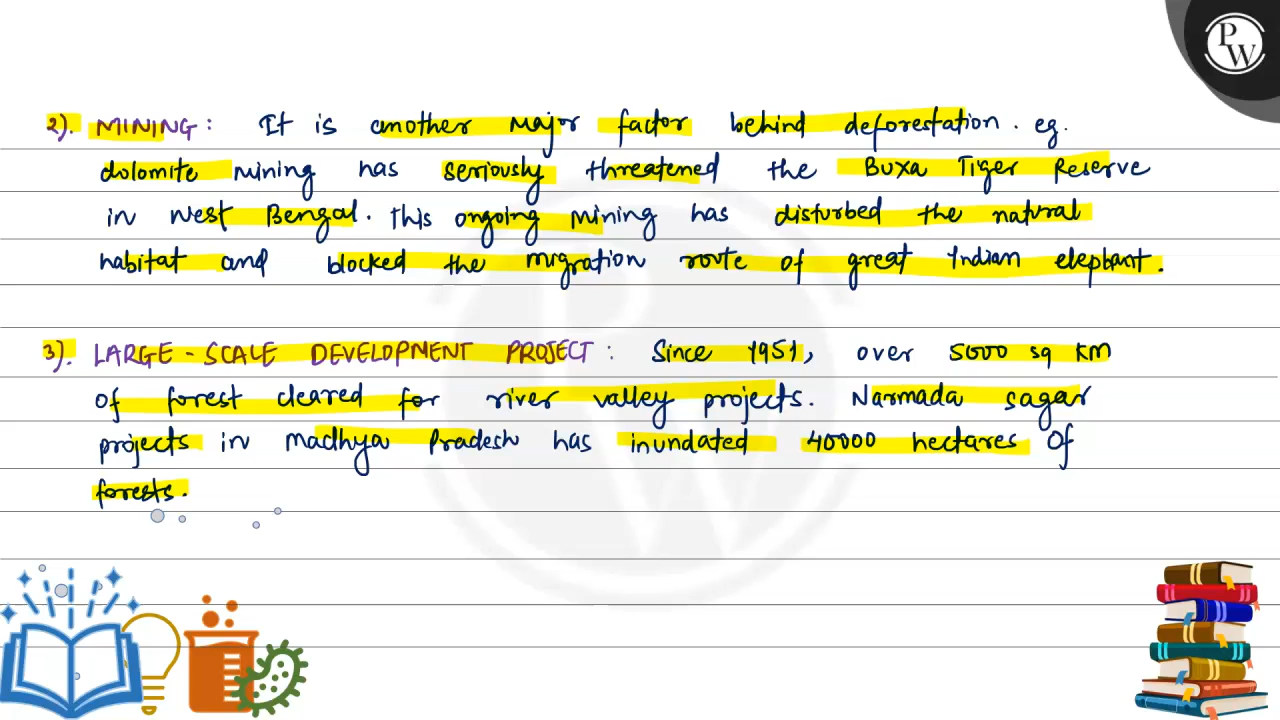 PW
2). MINING: It is another major factor behind deforestation. eg.
dolomite mining has seriously threatened the Buxa Tiger Reserve
in West Bengal. This ongoing mining has disturbed the natural
habitat and blocked the migration route of great Indian elephant.
3). LARGE-SCALE DEVELOPMENT PROJECT: Since 1951, over 5000 sq km
of forest cleared for river valley projects. Narmada sagar
projects in Madhya Pradesh has inundated 40000 hectares of
forests.